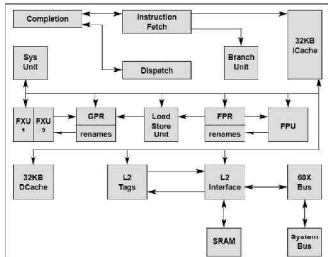 Completion
Instruction
Fetch
32KB
ICache
Sys
Unit
Branch
Unit
Dispatch
FXU
1
FXU
2
GPR
renames
Load
Store
Unit
FPR
renames
FPU
32KB
DCache
L2
Tags
L2
Interface
60X
Bus
SRAM
System
Bus